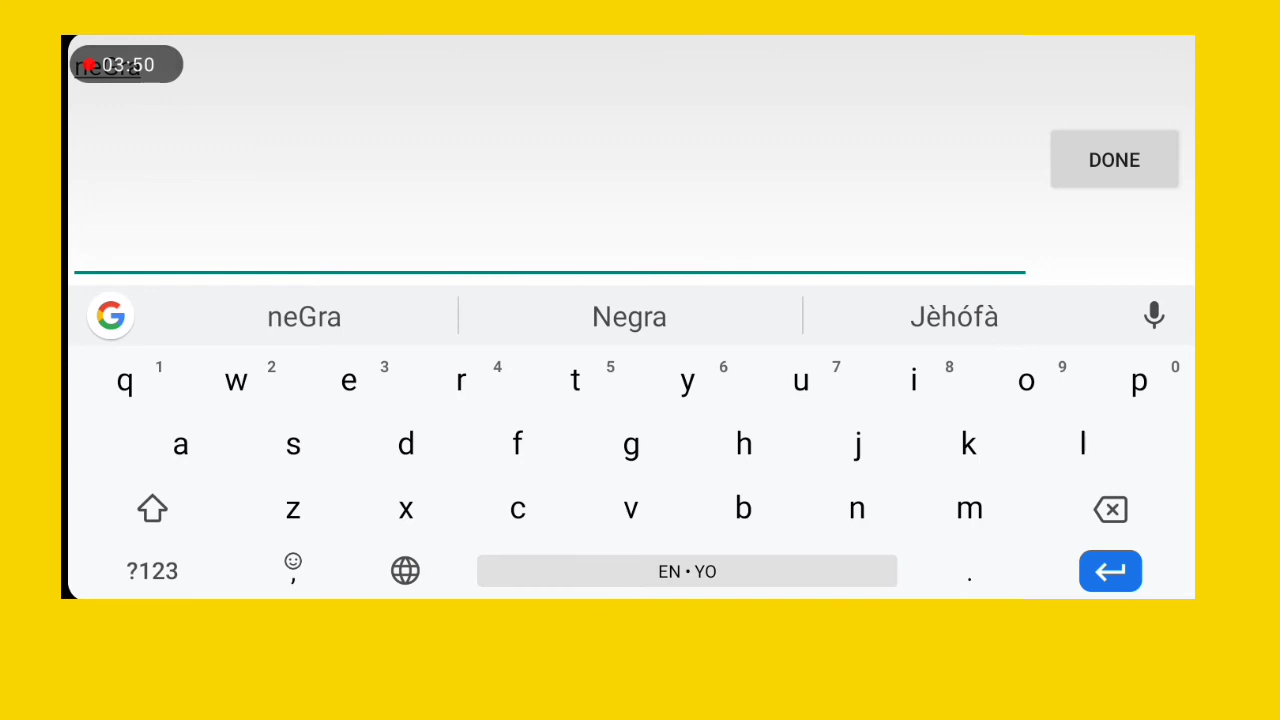 neGra
03:50
DONE
neGra Negra Jèhófà
q 1 w 2 e 3 r 4 t 5 y 6 u 7 i 8 o 9 p 0
a s d f g h j k l
z x c v b n m
?123 , EN • YO .